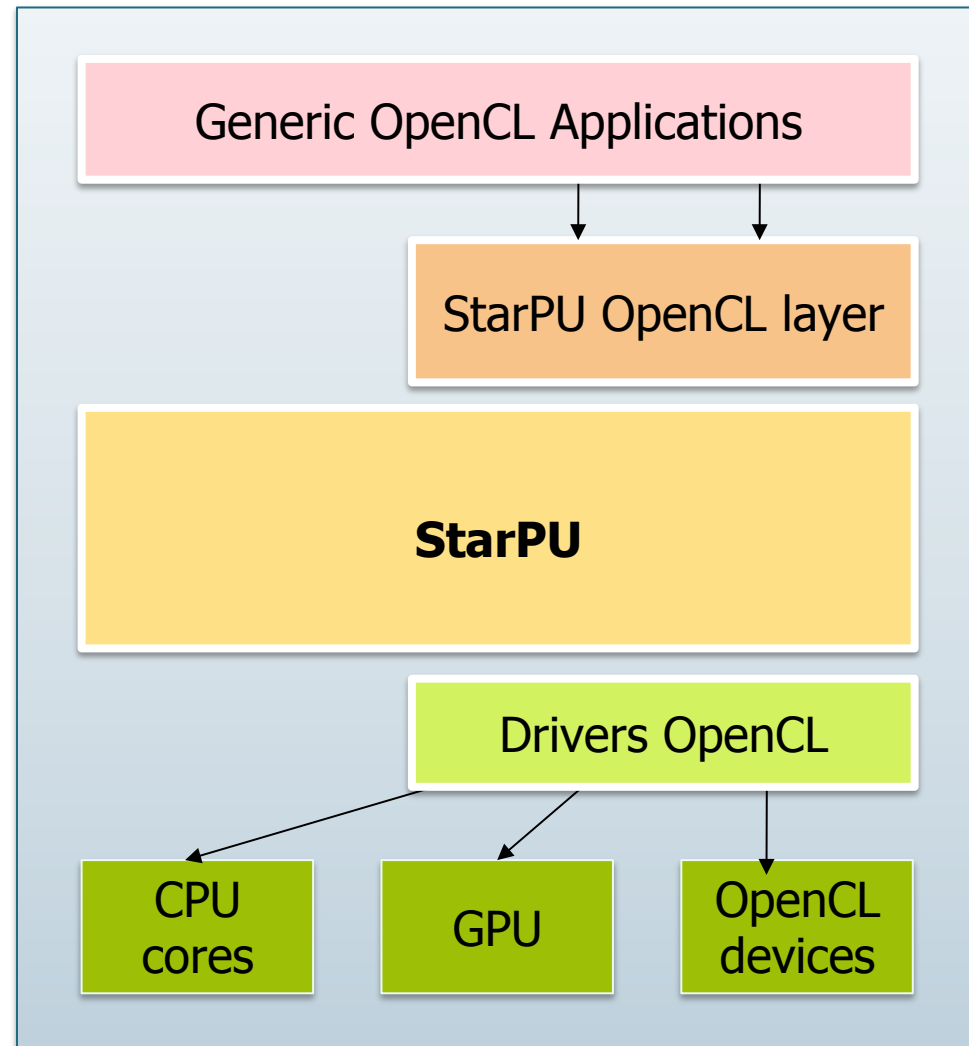 Generic OpenCL Applications
StarPU OpenCL layer
StarPU
Drivers OpenCL
CPU
cores
GPU
OpenCL
devices